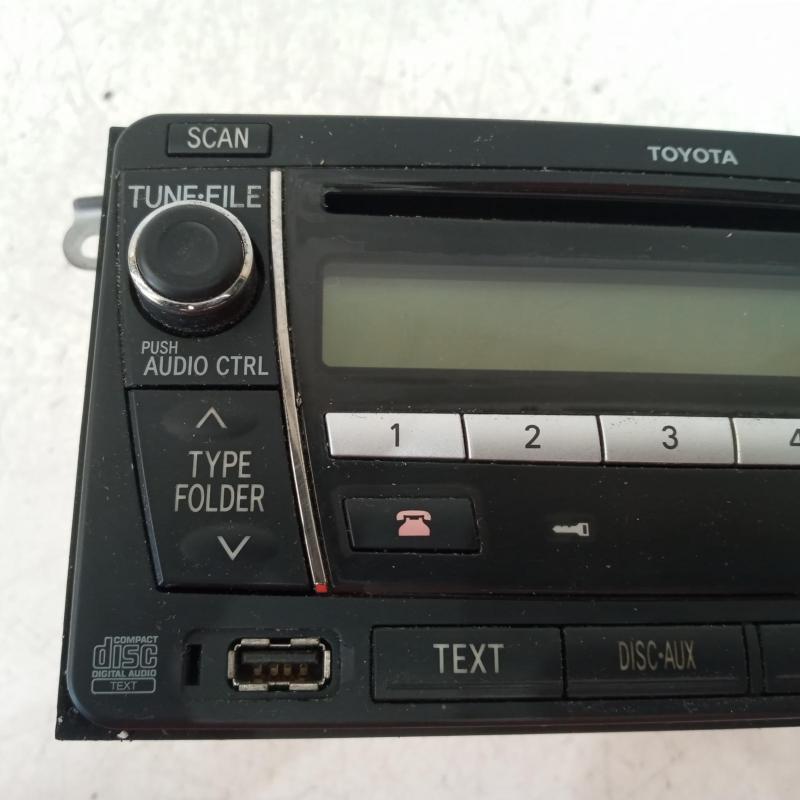 SCAN
TOYOTA
TUNE•FILE
PUSH
AUDIO CTRL
1 2 3 4
TYPE
FOLDER
COMPACT
disc
DIGITAL AUDIO
TEXT
TEXT
DISC•AUX